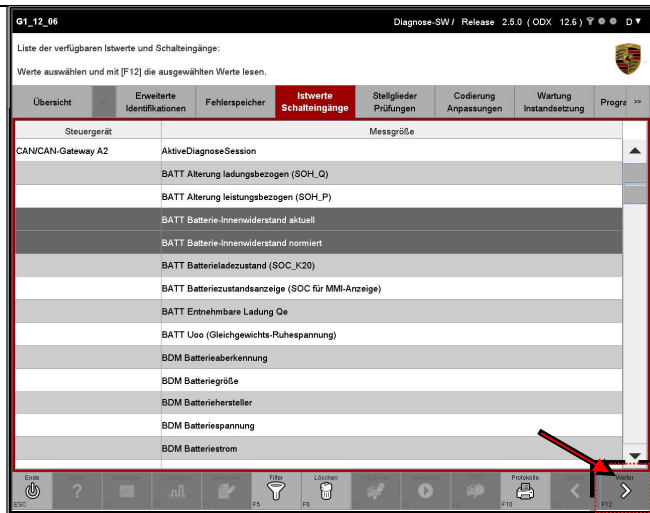 G1_12_06 Diagnose-SW / Release 2.5.0 ( ODX 12.6 ) D
Liste der verfügbaren Istwerte und Schalteingänge:
Werte auswählen und mit [F12] die ausgewählten Werte lesen.
Übersicht
Erweiterte
Identifikationen
Fehlerspeicher
Istwerte
Schalteingänge
Stellglieder
Prüfungen
Codierung
Anpassungen
Wartung
Instandsetzung
Progra >>
Steuergerät Messgröße
CAN/CAN-Gateway A2 AktiveDiagnoseSession
BATT Alterung ladungsbezogen (SOH_Q)
BATT Alterung leistungsbezogen (SOH_P)
BATT Batterie-Innenwiderstand aktuell
BATT Batterie-Innenwiderstand normiert
BATT Batterieladezustand (SOC_K20)
BATT Batteriezustandsanzeige (SOC für MMI-Anzeige)
BATT Entnehmbare Ladung Qe
BATT Uoo (Gleichgewichts-Ruhespannung)
BDM Batterieaberkennung
BDM Batteriegröße
BDM Batteriehersteller
BDM Batteriespannung
BDM Batteriestrom
Ende Filter Löschen Protokolle Weiter
ESC F5 F6 F10 F12